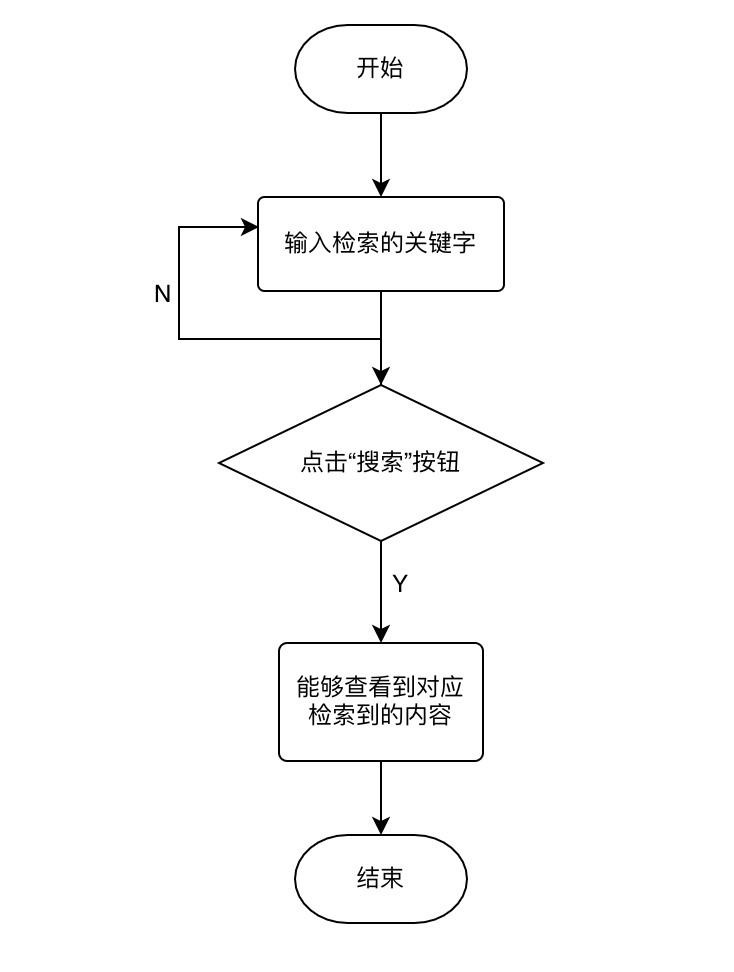 开始
输入检索的关键字
N
点击“搜索”按钮
Y
能够查看到对应
检索到的内容
结束